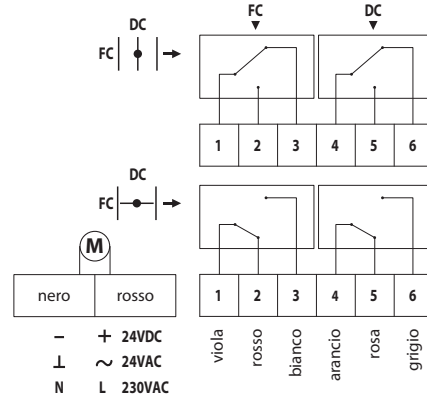 FC DC
DC
FC
1 2 3 4 5 6
DC
FC
M
nero rosso
1 2 3 4 5 6
viola rosso bianco arancio rosa grigio
− + 24VDC
⊥ ~ 24VAC
N L 230VAC